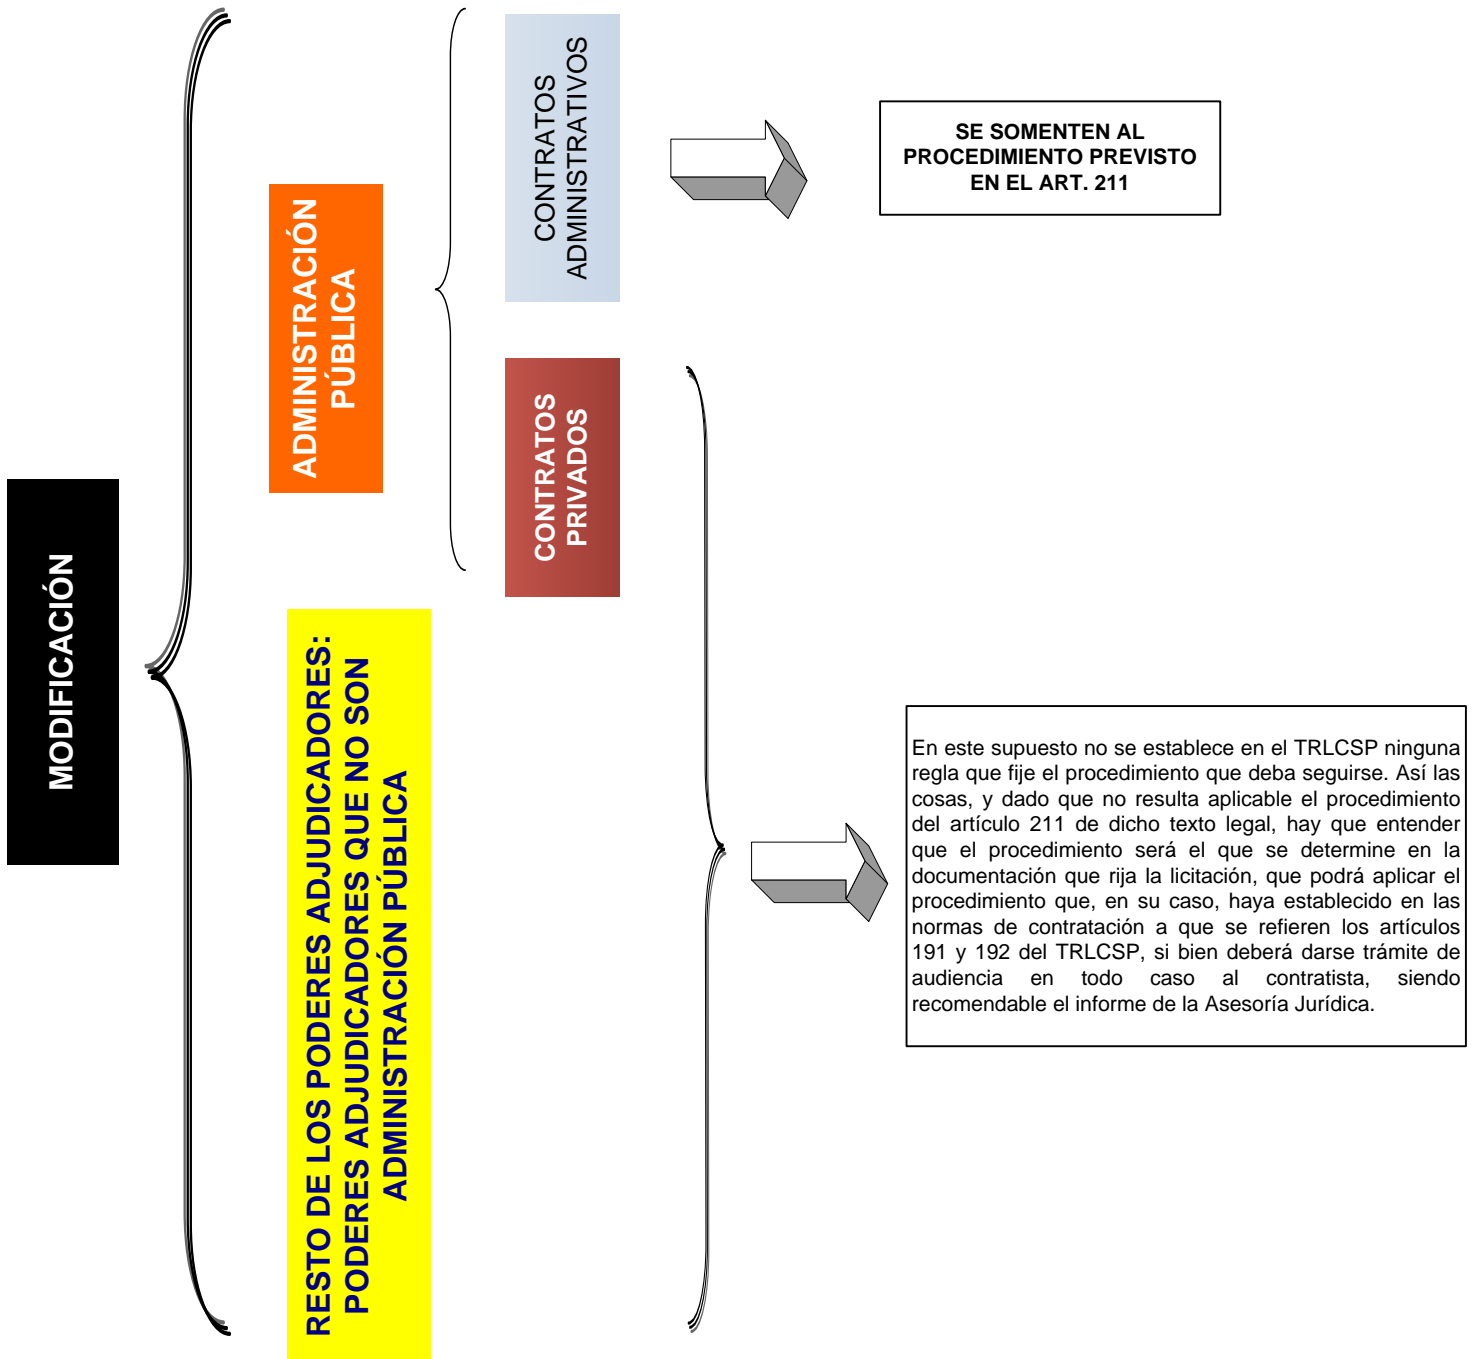 MODIFICACIÓN
ADMINISTRACIÓN
PÚBLICA
CONTRATOS
ADMINISTRATIVOS
SE SOMENTEN AL
PROCEDIMIENTO PREVISTO
EN EL ART. 211
CONTRATOS
PRIVADOS
RESTO DE LOS PODERES ADJUDICADORES:
PODERES ADJUDICADORES QUE NO SON
ADMINISTRACIÓN PÚBLICA
En este supuesto no se establece en el TRLCSP ninguna
regla que fije el procedimiento que deba seguirse. Así las
cosas, y dado que no resulta aplicable el procedimiento
del artículo 211 de dicho texto legal, hay que entender
que el procedimiento será el que se determine en la
documentación que rija la licitación, que podrá aplicar el
procedimiento que, en su caso, haya establecido en las
normas de contratación a que se refieren los artículos
191 y 192 del TRLCSP, si bien deberá darse trámite de
audiencia en todo caso al contratista, siendo
recomendable el informe de la Asesoría Jurídica.